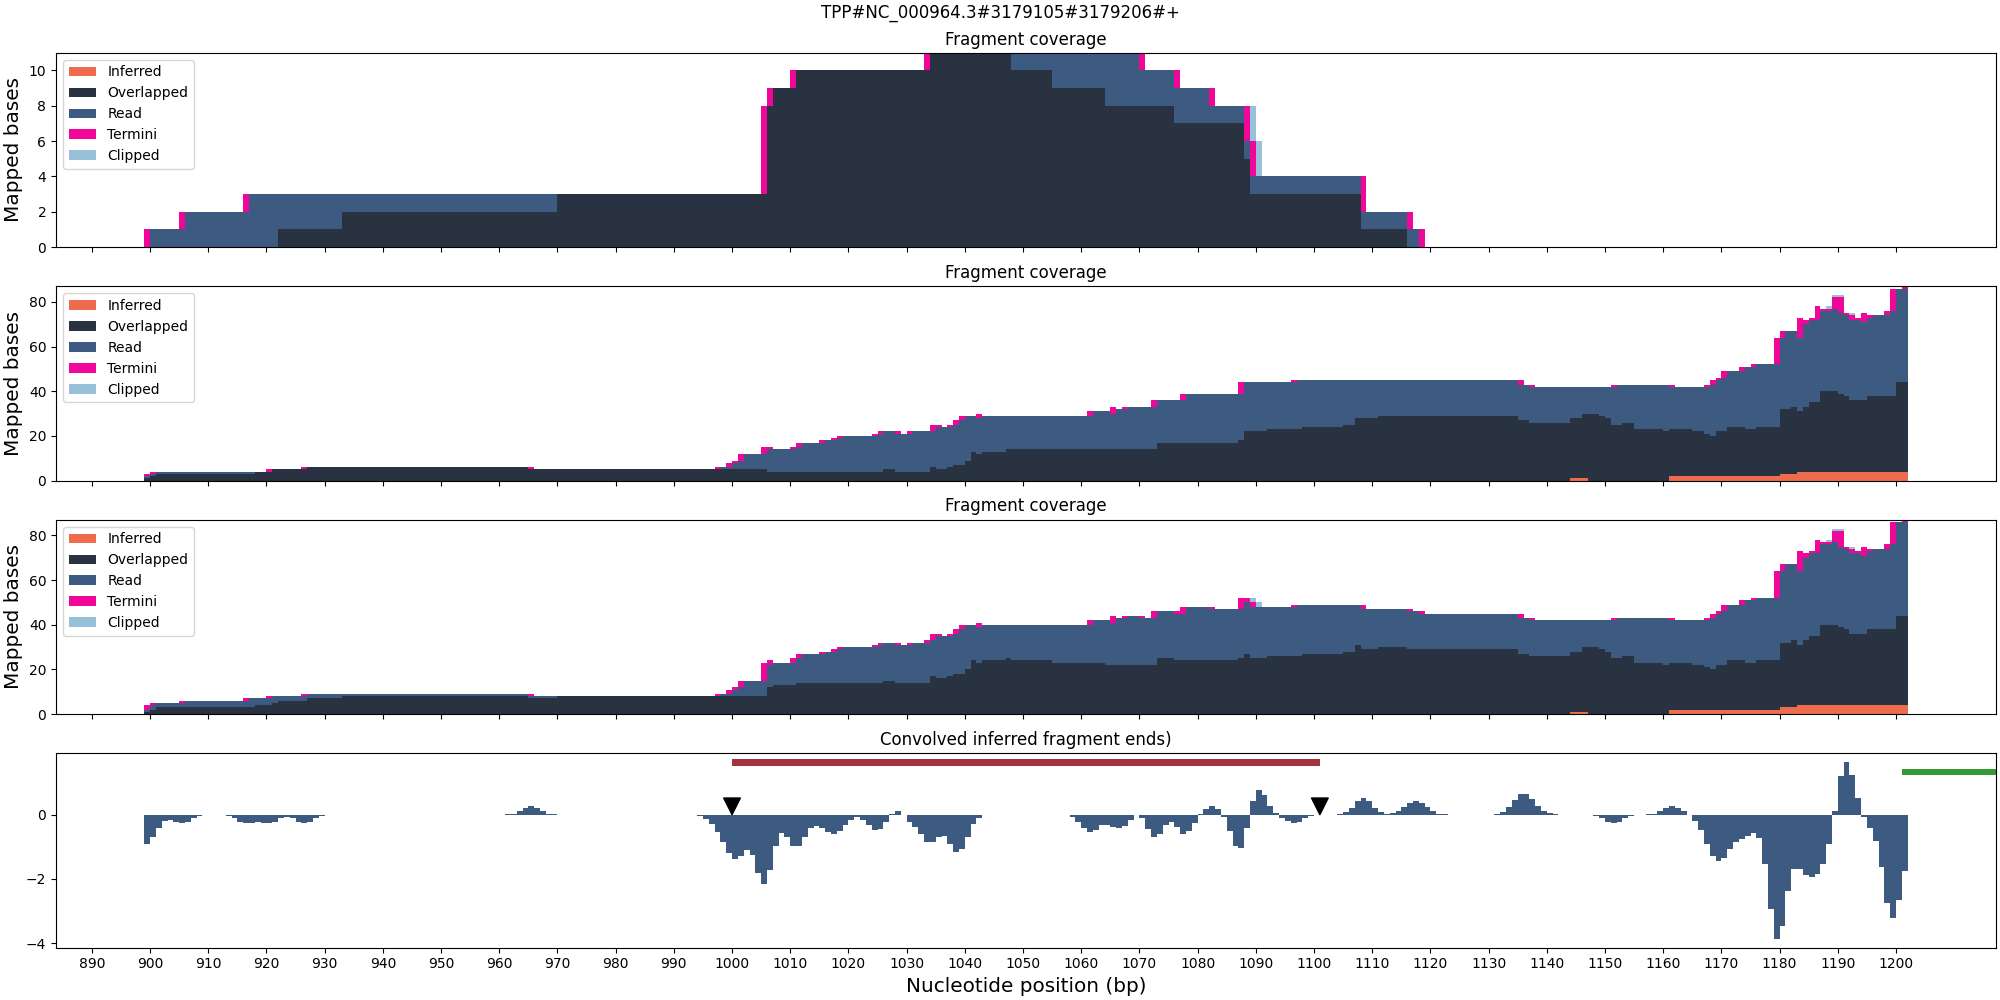 TPP#NC_000964.3#3179105#3179206#+
Fragment coverage
Mapped bases
10
8
6
4
2
0
Inferred
Overlapped
Read
Termini
Clipped
Fragment coverage
Mapped bases
80
60
40
20
0
Inferred
Overlapped
Read
Termini
Clipped
Fragment coverage
Mapped bases
80
60
40
20
0
Inferred
Overlapped
Read
Termini
Clipped
Convolved inferred fragment ends)
0
−2
−4
890 900 910 920 930 940 950 960 970 980 990 1000 1010 1020 1030 1040 1050 1060 1070 1080 1090 1100 1110 1120 1130 1140 1150 1160 1170 1180 1190 1200
Nucleotide position (bp)